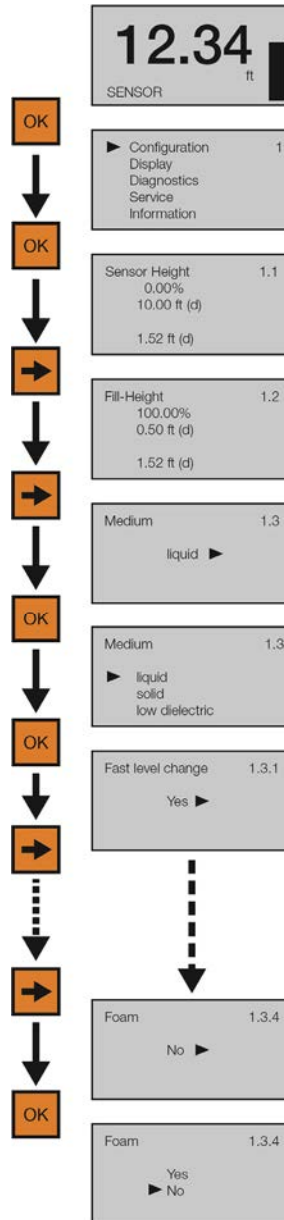 12.34
ft
SENSOR
OK
Configuration 1
Display
Diagnostics
Service
Information
OK
Sensor Height 1.1
0.00%
10.00 ft (d)
1.52 ft (d)
Fill-Height 1.2
100.00%
0.50 ft (d)
1.52 ft (d)
Medium 1.3
liquid
OK
Medium 1.3
liquid
solid
low dielectric
OK
Fast level change 1.3.1
Yes
Foam 1.3.4
No
OK
Foam 1.3.4
Yes
No